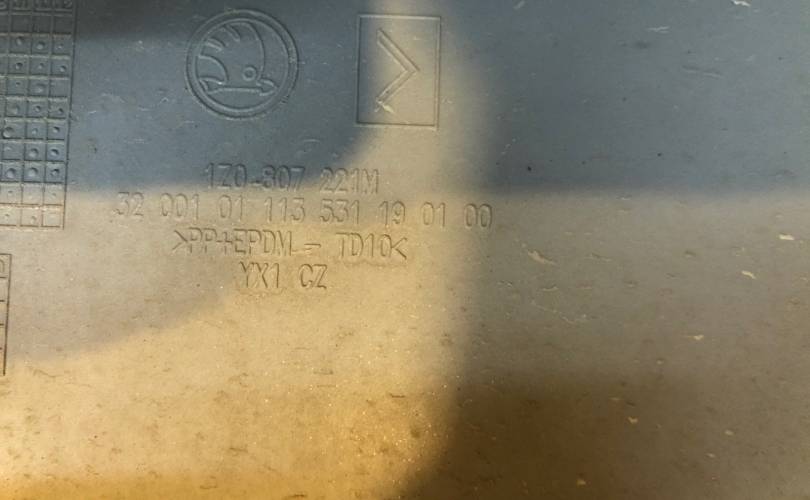 1Z0 807 221M
32 001 01 113 531 19 01 00
>PP+EPDM - TD10<
YX1 CZ